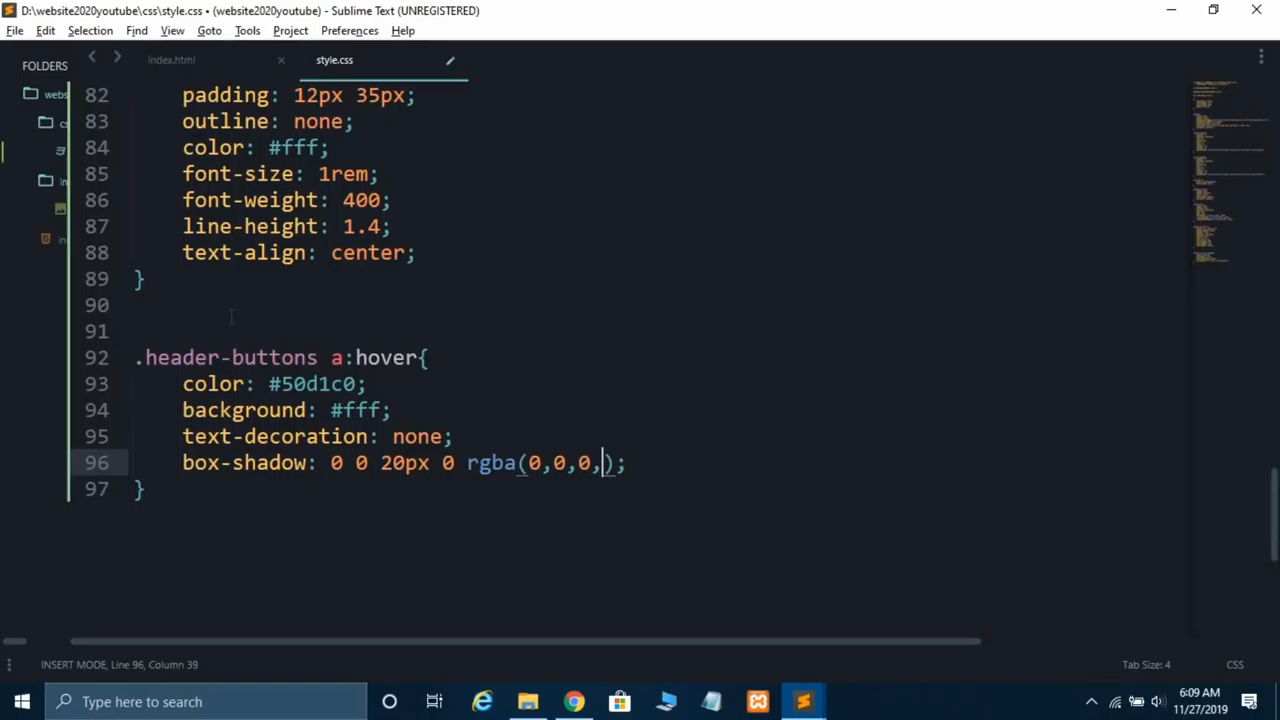 D:\website2020youtube\css\style.css • (website2020youtube) - Sublime Text (UNREGISTERED)
File Edit Selection Find View Goto Tools Project Preferences Help
FOLDERS
index.html
style.css
webs
cs
in
in
82 padding: 12px 35px;
83 outline: none;
84 color: #fff;
85 font-size: 1rem;
86 font-weight: 400;
87 line-height: 1.4;
88 text-align: center;
89 }
90
91
92 .header-buttons a:hover{
93 color: #50d1c0;
94 background: #fff;
95 text-decoration: none;
96 box-shadow: 0 0 20px 0 rgba(0,0,0,);
97 }
INSERT MODE, Line 96, Column 39
Tab Size: 4
CSS
Type here to search
6:09 AM
11/27/2019